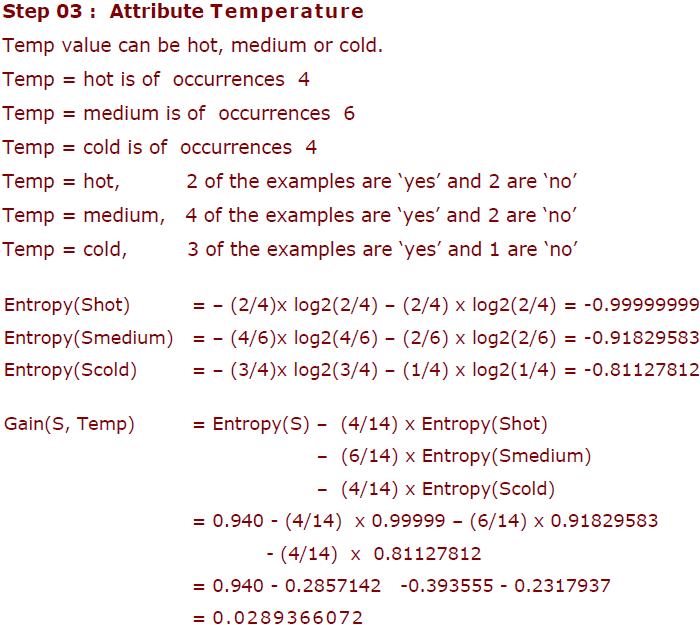 Step 03 : Attribute Temperature
Temp value can be hot, medium or cold.
Temp = hot is of occurrences 4
Temp = medium is of occurrences 6
Temp = cold is of occurrences 4
Temp = hot, 2 of the examples are ‘yes’ and 2 are ‘no’
Temp = medium, 4 of the examples are ‘yes’ and 2 are ‘no’
Temp = cold, 3 of the examples are ‘yes’ and 1 are ‘no’
Entropy(Shot) = – (2/4)x log2(2/4) – (2/4) x log2(2/4) = -0.99999999
Entropy(Smedium) = – (4/6)x log2(4/6) – (2/6) x log2(2/6) = -0.91829583
Entropy(Scold) = – (3/4)x log2(3/4) – (1/4) x log2(1/4) = -0.81127812
Gain(S, Temp) = Entropy(S) – (4/14) x Entropy(Shot)
– (6/14) x Entropy(Smedium)
– (4/14) x Entropy(Scold)
= 0.940 - (4/14) x 0.99999 – (6/14) x 0.91829583
- (4/14) x 0.81127812
= 0.940 - 0.2857142 -0.393555 - 0.2317937
= 0.0289366072